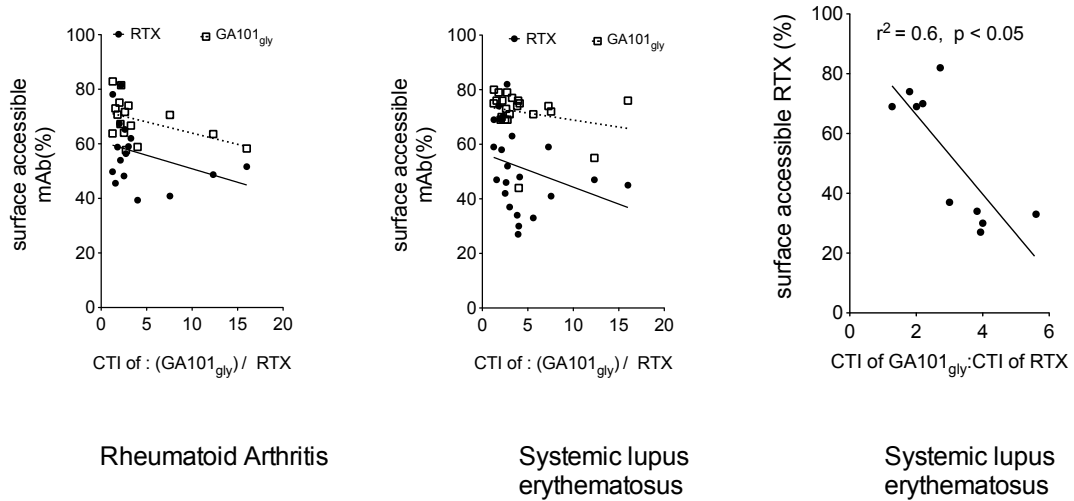 RTX GA101gly
surface accessible
mAb(%)
100
80
60
40
20
0
0 5 10 15 20
CTI of : (GA101gly) / RTX
Rheumatoid Arthritis
RTX GA101gly
surface accessible
mAb(%)
100
80
60
40
20
0
0 5 10 15 20
CTI of : (GA101gly) / RTX
Systemic lupus
erythematosus
r2 = 0.6, p < 0.05
surface accessible RTX (%)
100
80
60
40
20
0
0 2 4 6
CTI of GA101gly:CTI of RTX
Systemic lupus
erythematosus